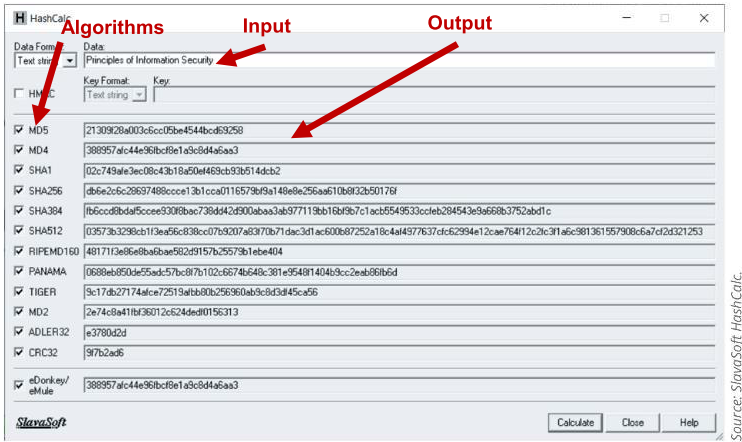 HashCalc
Algorithms
Input
Output
Data Format:
Data:
Text string
Principles of Information Security
Key Format:
Key:
HMAC
Text string
MD5
21309f28a003c6cc05be4544bcd69258
MD4
388957afc44e96fbcf8e1a9c8d4a6aa3
SHA1
02c749afe3ec08c43b18a50ef469cb93b514dcb2
SHA256
db6e2c6c28697488ccce13b1cca0116579bf9a148e8e256aa610b8f32b50176f
SHA384
fb6ccd8bdaf5ccee930f8bac738dd42d900abaa3ab977119bb16bf9b7c1acb5549533ccfeb284543e9a668b3752abd1c
SHA512
03573b3298cb1f3ea56c838cc07b9207a83f70b71dac3d1ac600b87252a18c4af4977637cfc62994e12cae764f12c2fc3f1a6c981361557908c6a7cf2d321253
RIPEMD160
48171f3e86e8ba6bae582d9157b25579b1ebe404
PANAMA
0688eb850de55adc57bc8f7b102c6674b648c381e9548f1404b9cc2eab86fb6d
TIGER
9c17db27174afce72519afbb80b256960ab9c8d3df45ca56
MD2
2e74c8a41fbf36012c624dedf0156313
ADLER32
e3780d2d
CRC32
9f7b2ad6
eDonkey/
eMule
388957afc44e96fbcf8e1a9c8d4a6aa3
SlavaSoft
Calculate
Close
Help
Source: SlavaSoft HashCalc.